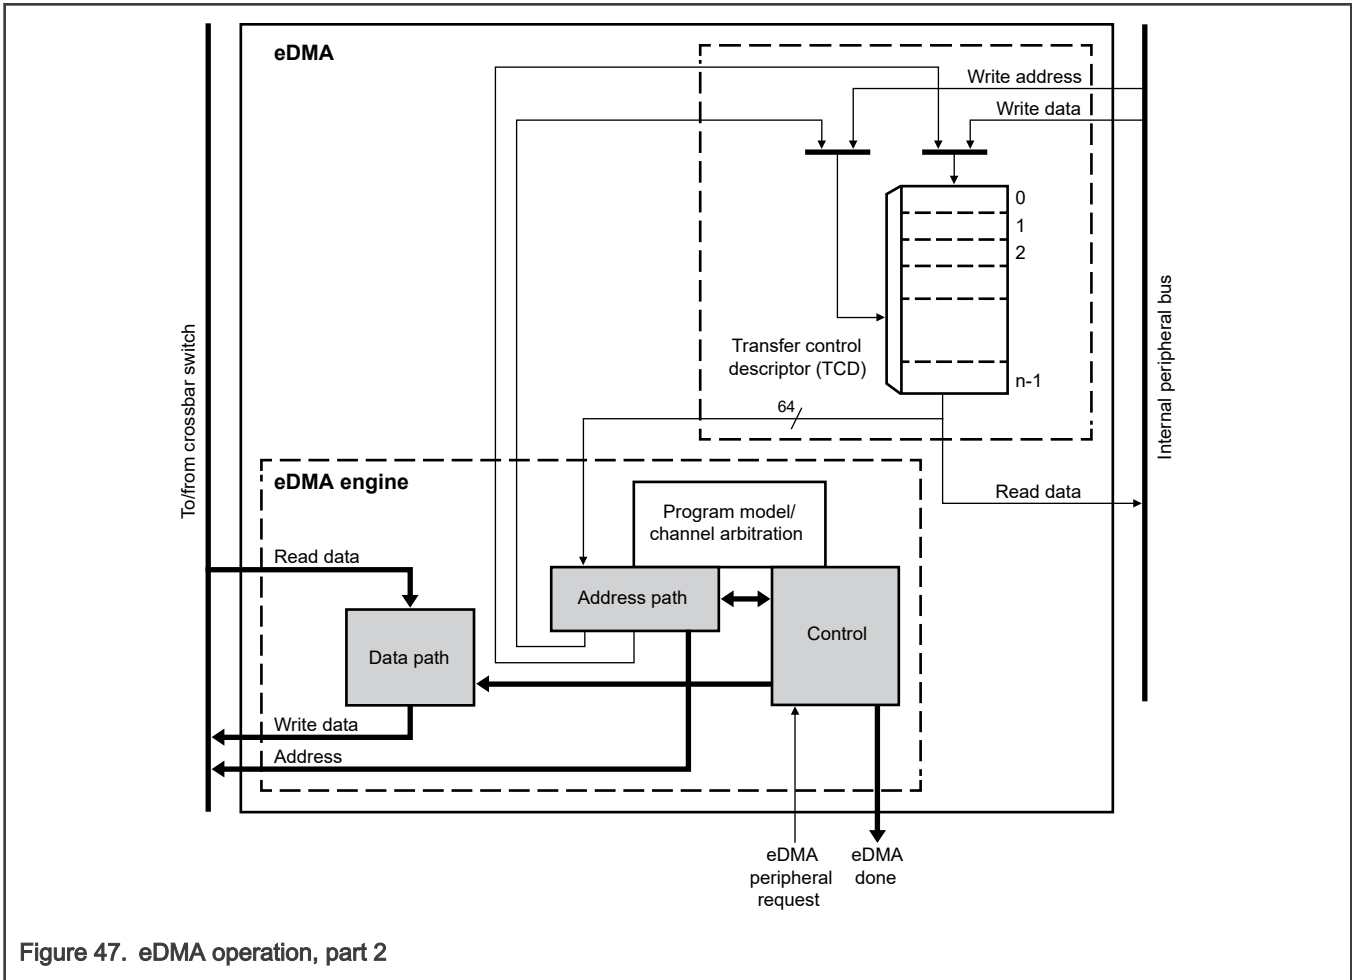 eDMA
Write address
Write data
0
1
2
n-1
Transfer control
descriptor (TCD)
64
To/from crossbar switch
Internal peripheral bus
eDMA engine
Read data
Program model/
channel arbitration
Read data
Address path
Control
Data path
Write data
Address
eDMA
peripheral
request
eDMA
done
Figure 47. eDMA operation, part 2